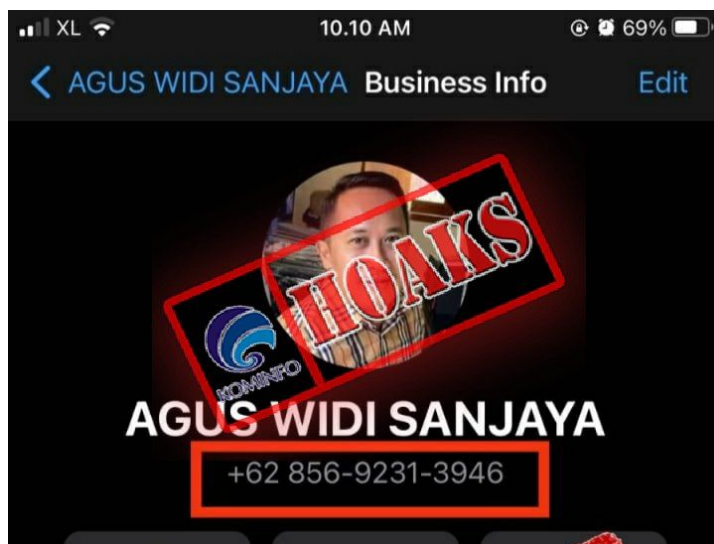 XL 10.10 AM 69%
AGUS WIDI SANJAYA Business Info Edit
HOAKS
KOMINFO
AGUS WIDI SANJAYA
+62 856-9231-3946